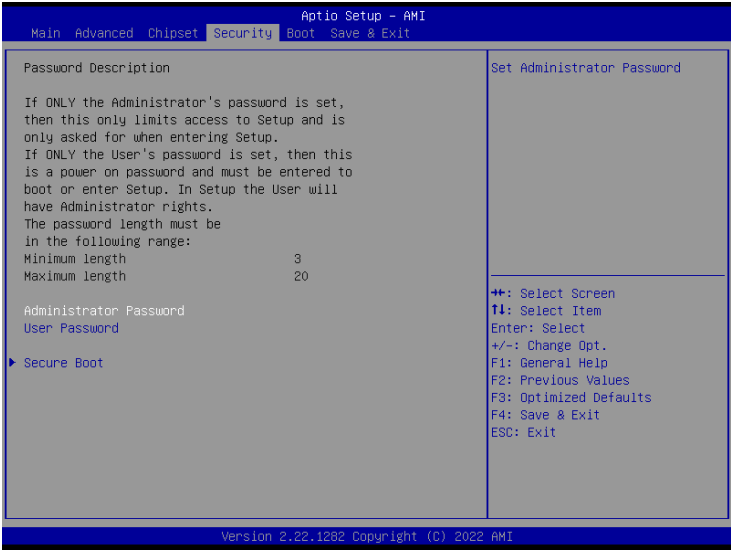 Aptio Setup – AMI
Main Advanced Chipset Security Boot Save & Exit
Password Description
If ONLY the Administrator's password is set,
then this only limits access to Setup and is
only asked for when entering Setup.
If ONLY the User's password is set, then this
is a power on password and must be entered to
boot or enter Setup. In Setup the User will
have Administrator rights.
The password length must be
in the following range:
Minimum length 3
Maximum length 20
Administrator Password
User Password
Secure Boot
Set Administrator Password
→←: Select Screen
↑↓: Select Item
Enter: Select
+/-: Change Opt.
F1: General Help
F2: Previous Values
F3: Optimized Defaults
F4: Save & Exit
ESC: Exit
Version 2.22.1282 Copyright (C) 2022 AMI